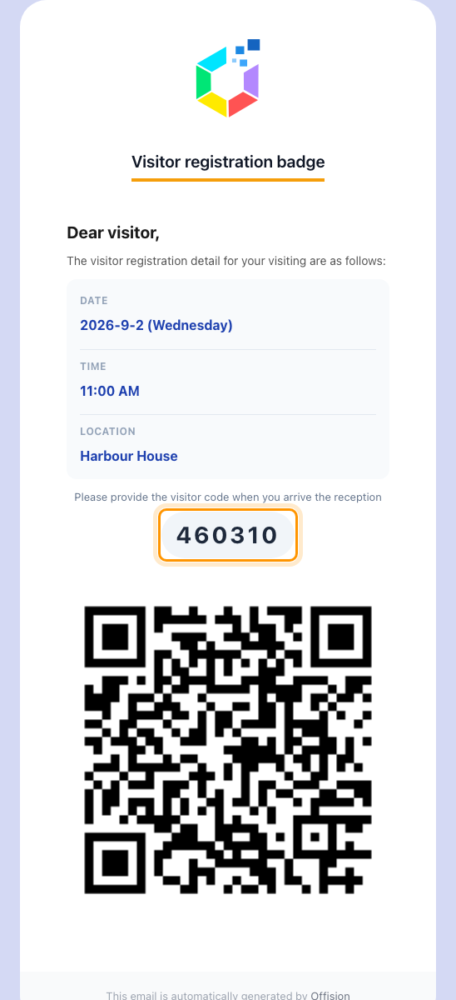 Visitor registration badge
Dear visitor,
The visitor registration detail for your visiting are as follows:
DATE
2026-9-2 (Wednesday)
TIME
11:00 AM
LOCATION
Harbour House
Please provide the visitor code when you arrive the reception
460310
This email is automatically generated by Offision